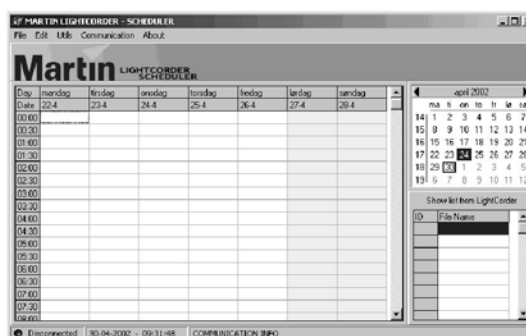 MARTIN LIGHTCORDER - SCHEDULER
File Edit Utils Communication About
Martin LIGHTCORDER SCHEDULER
Day mandag tirsdag onsdag torsdag fredag lørdag søndag
Date 22-4 23-4 24-4 25-4 26-4 27-4 28-4
00:00
00:30
01:00
01:30
02:00
02:30
03:00
03:30
04:00
04:30
05:00
05:30
06:00
06:30
07:00
07:30
08:00
april 2002
ma ti on to fr lø sø
14 1 2 3 4 5 6 7
15 8 9 10 11 12 13 14
16 15 16 17 18 19 20 21
17 22 23 24 25 26 27 28
18 29 30 1 2 3 4 5
19 6 7 8 9 10 11 12
Show list from LightCorder
ID File Name
Disconnected 30-04-2002 - 09:31:48 COMMUNICATION INFO